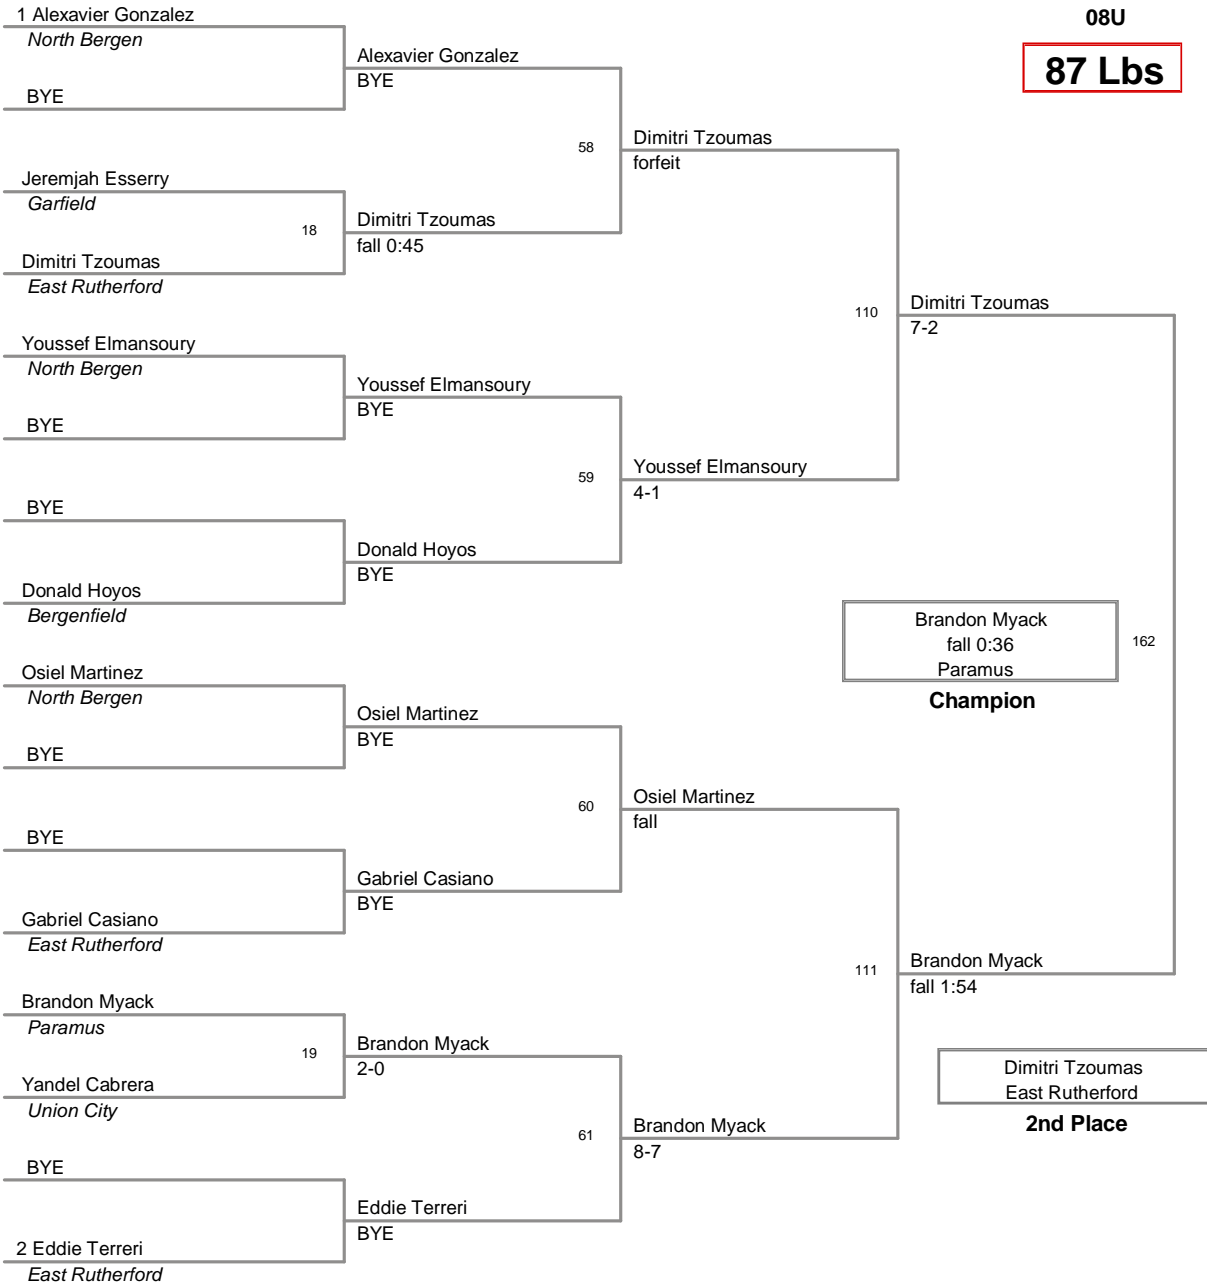 08U
87 Lbs
1 Alexavier Gonzalez
North Bergen
BYE
Jeremjah Esserry
Garfield
18
Dimitri Tzoumas
East Rutherford
Youssef Elmansoury
North Bergen
BYE
BYE
Donald Hoyos
Bergenfield
Osiel Martinez
North Bergen
BYE
BYE
Gabriel Casiano
East Rutherford
Brandon Myack
Paramus
19
Yandel Cabrera
Union City
BYE
2 Eddie Terreri
East Rutherford
Alexavier Gonzalez
BYE
58
Dimitri Tzoumas
fall 0:45
Youssef Elmansoury
BYE
59
Donald Hoyos
BYE
Osiel Martinez
BYE
60
Gabriel Casiano
BYE
Brandon Myack
2-0
61
Eddie Terreri
BYE
Dimitri Tzoumas
forfeit
110
Youssef Elmansoury
4-1
Osiel Martinez
fall
111
Brandon Myack
8-7
Dimitri Tzoumas
7-2
162
Brandon Myack
fall 1:54
Brandon Myack
fall 0:36
Paramus
Champion
Dimitri Tzoumas
East Rutherford
2nd Place